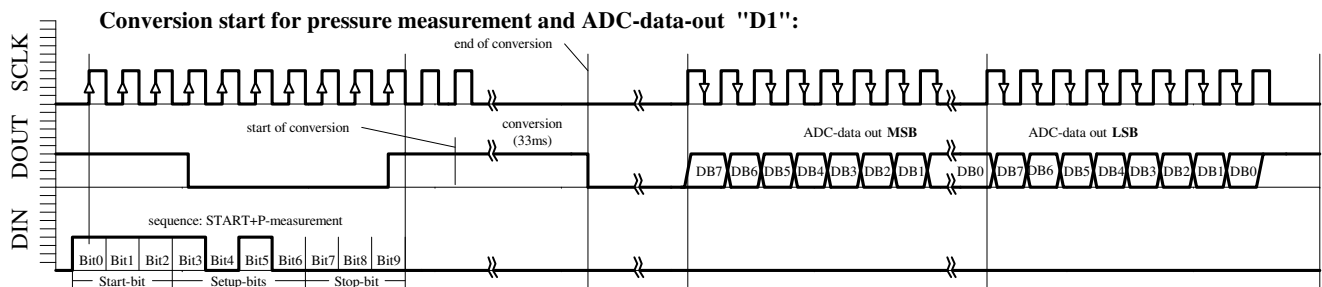 Conversion start for pressure measurement and ADC-data-out "D1":
end of conversion
SCLK
start of conversion
conversion
(33ms)
ADC-data out MSB
ADC-data out LSB
DOUT
DB7 DB6 DB5 DB4 DB3 DB2 DB1 DB0 DB7 DB6 DB5 DB4 DB3 DB2 DB1 DB0
sequence: START+P-measurement
DIN
Bit0 Bit1 Bit2 Bit3 Bit4 Bit5 Bit6 Bit7 Bit8 Bit9
Start-bit Setup-bits Stop-bit